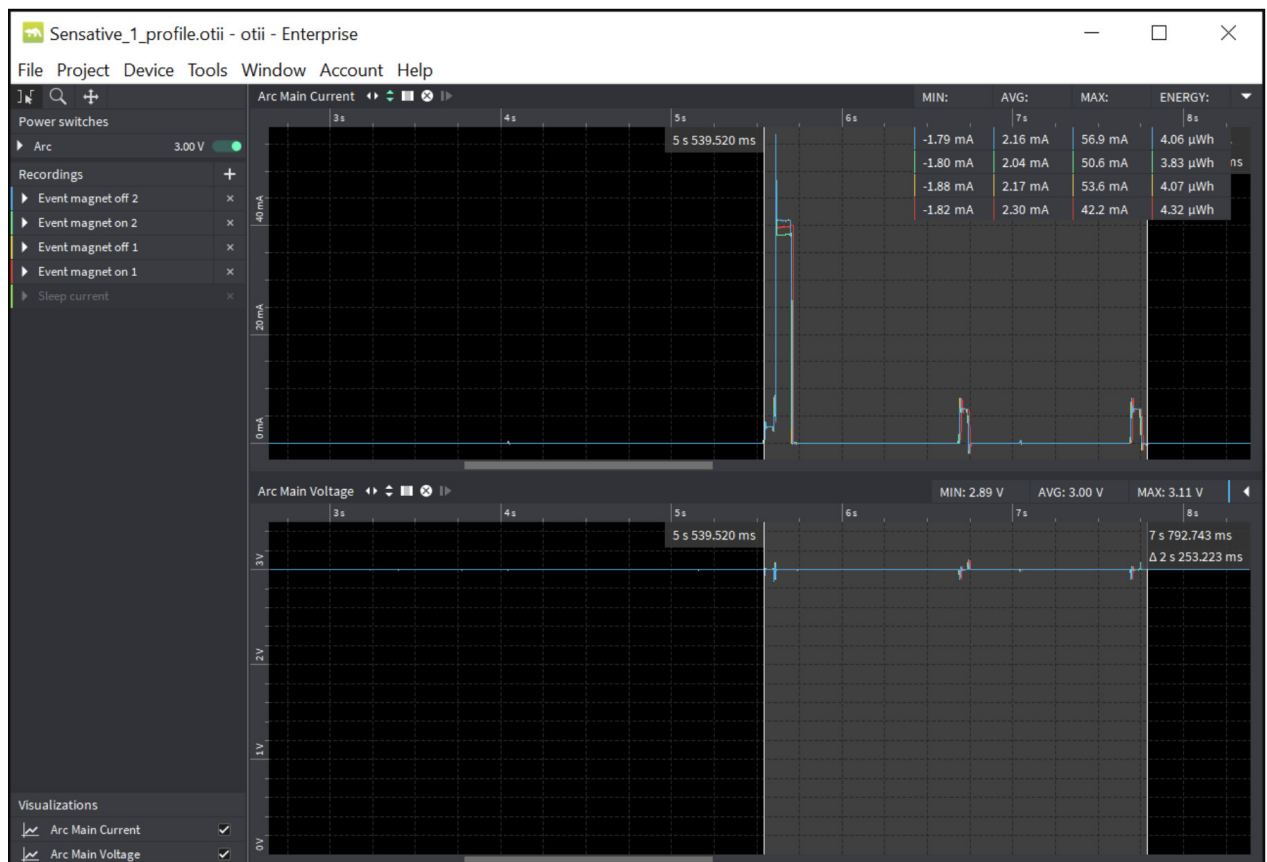 Sensative_1_profile.otii - otii - Enterprise
File Project Device Tools Window Account Help
Arc Main Current
MIN: AVG: MAX: ENERGY:
Power switches
3s 4s 5s 6s 7s 8s
Arc 3.00 V
5 s 539.520 ms
-1.79 mA 2.16 mA 56.9 mA 4.06 µWh
-1.80 mA 2.04 mA 50.6 mA 3.83 µWh ms
-1.88 mA 2.17 mA 53.6 mA 4.07 µWh
-1.82 mA 2.30 mA 42.2 mA 4.32 µWh
Recordings +
Event magnet off 2
Event magnet on 2
Event magnet off 1
Event magnet on 1
Sleep current
40 mA
20 mA
0 mA
Arc Main Voltage
MIN: 2.89 V AVG: 3.00 V MAX: 3.11 V
3s 4s 5s 6s 7s 8s
5 s 539.520 ms
7 s 792.743 ms
Δ 2 s 253.223 ms
3 V
2 V
1 V
0 V
Visualizations
Arc Main Current
Arc Main Voltage